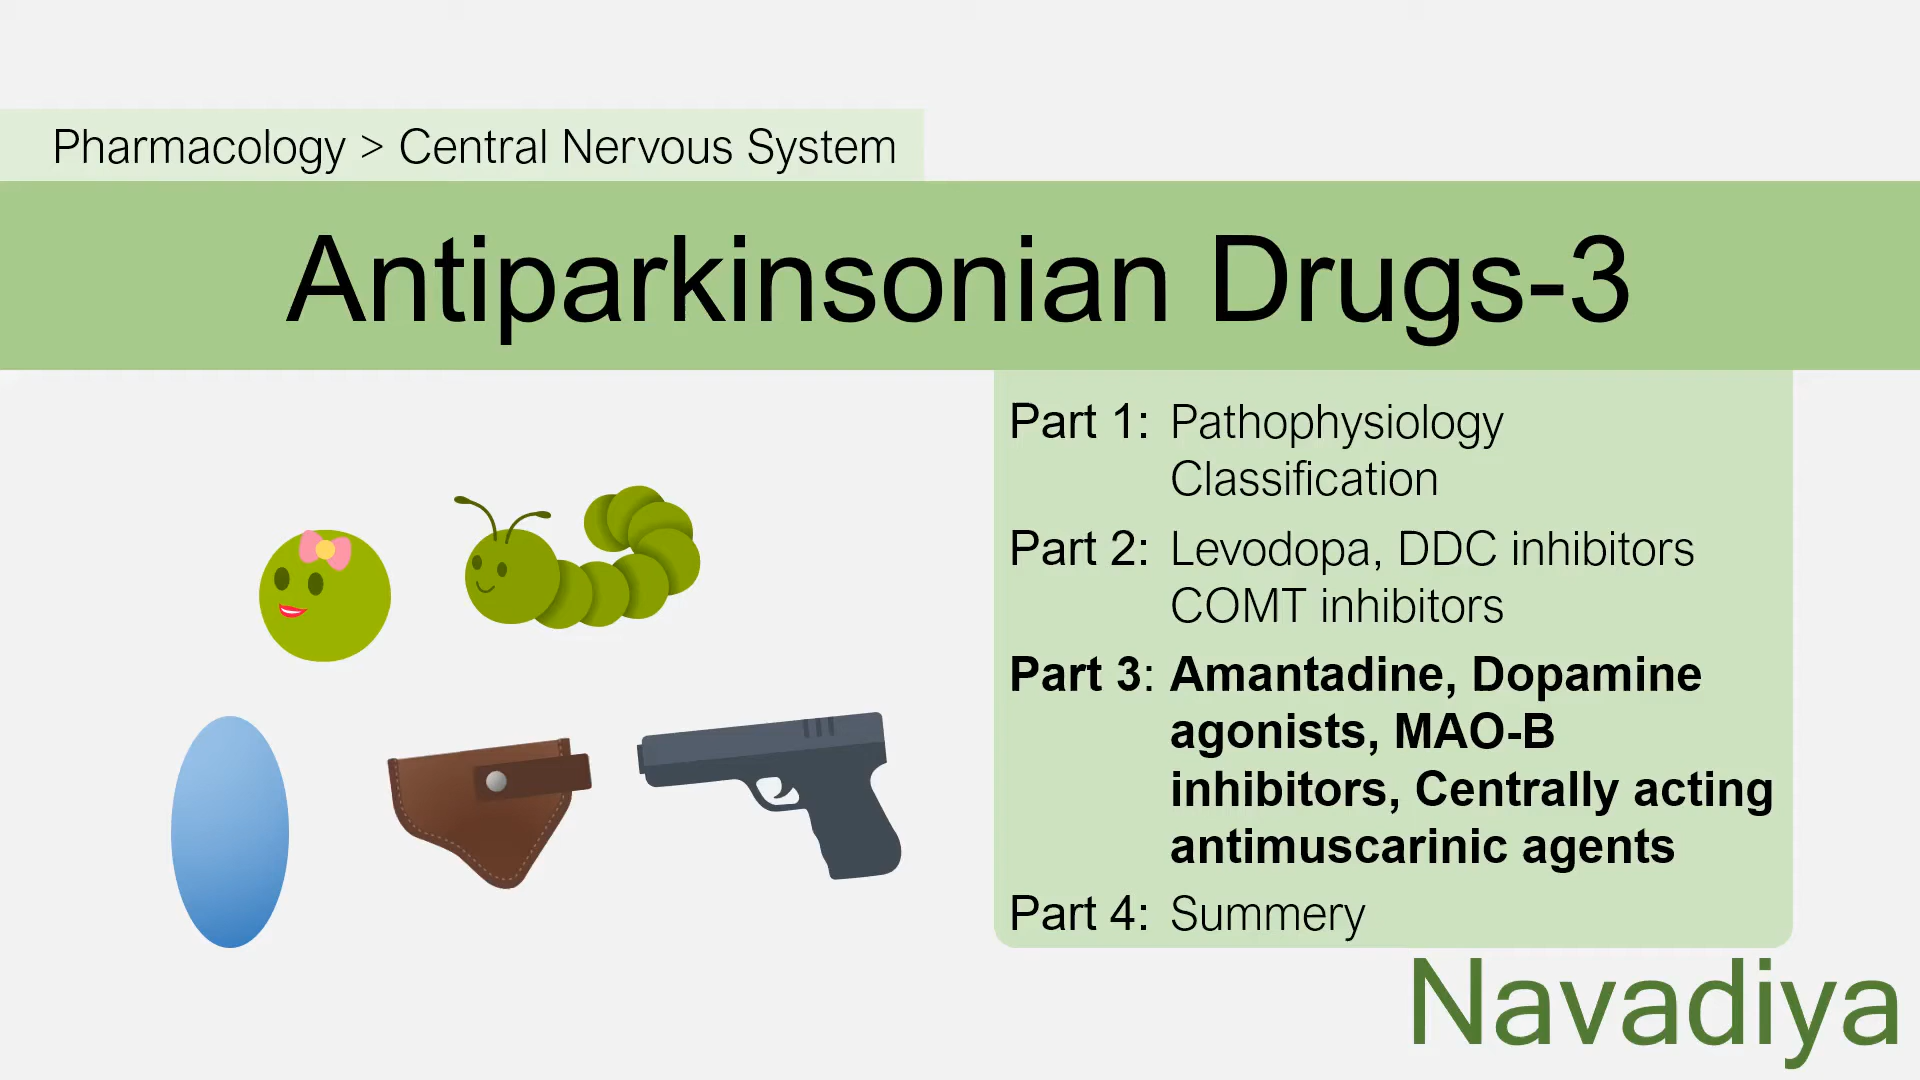 Pharmacology > Central Nervous System
Antiparkinsonian Drugs-3
Part 1: Pathophysiology
Classification
Part 2: Levodopa, DDC inhibitors
COMT inhibitors
Part 3: Amantadine, Dopamine
agonists, MAO-B
inhibitors, Centrally acting
antimuscarinic agents
Part 4: Summery
Navadiya